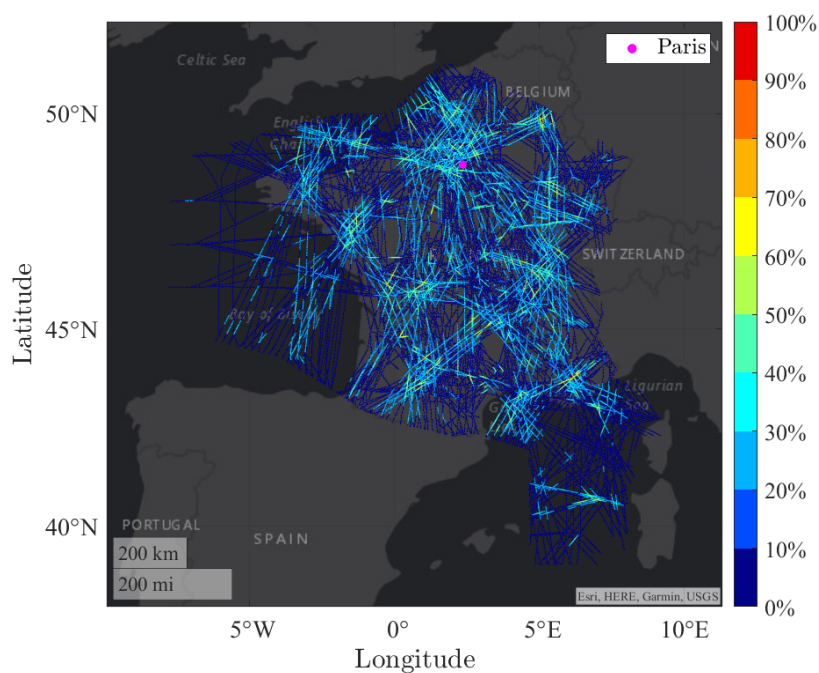 Celtic Sea
BELGIUM
English
Cha
SWITZERLAND
Bay of Bis
Ligurian
Sea
G
PORTUGAL
SPAIN
200 km
200 mi
Esri, HERE, Garmin, USGS
N
Paris
50°N
45°N
40°N
Latitude
5°W
0°
5°E
10°E
Longitude
100%
90%
80%
70%
60%
50%
40%
30%
20%
10%
0%